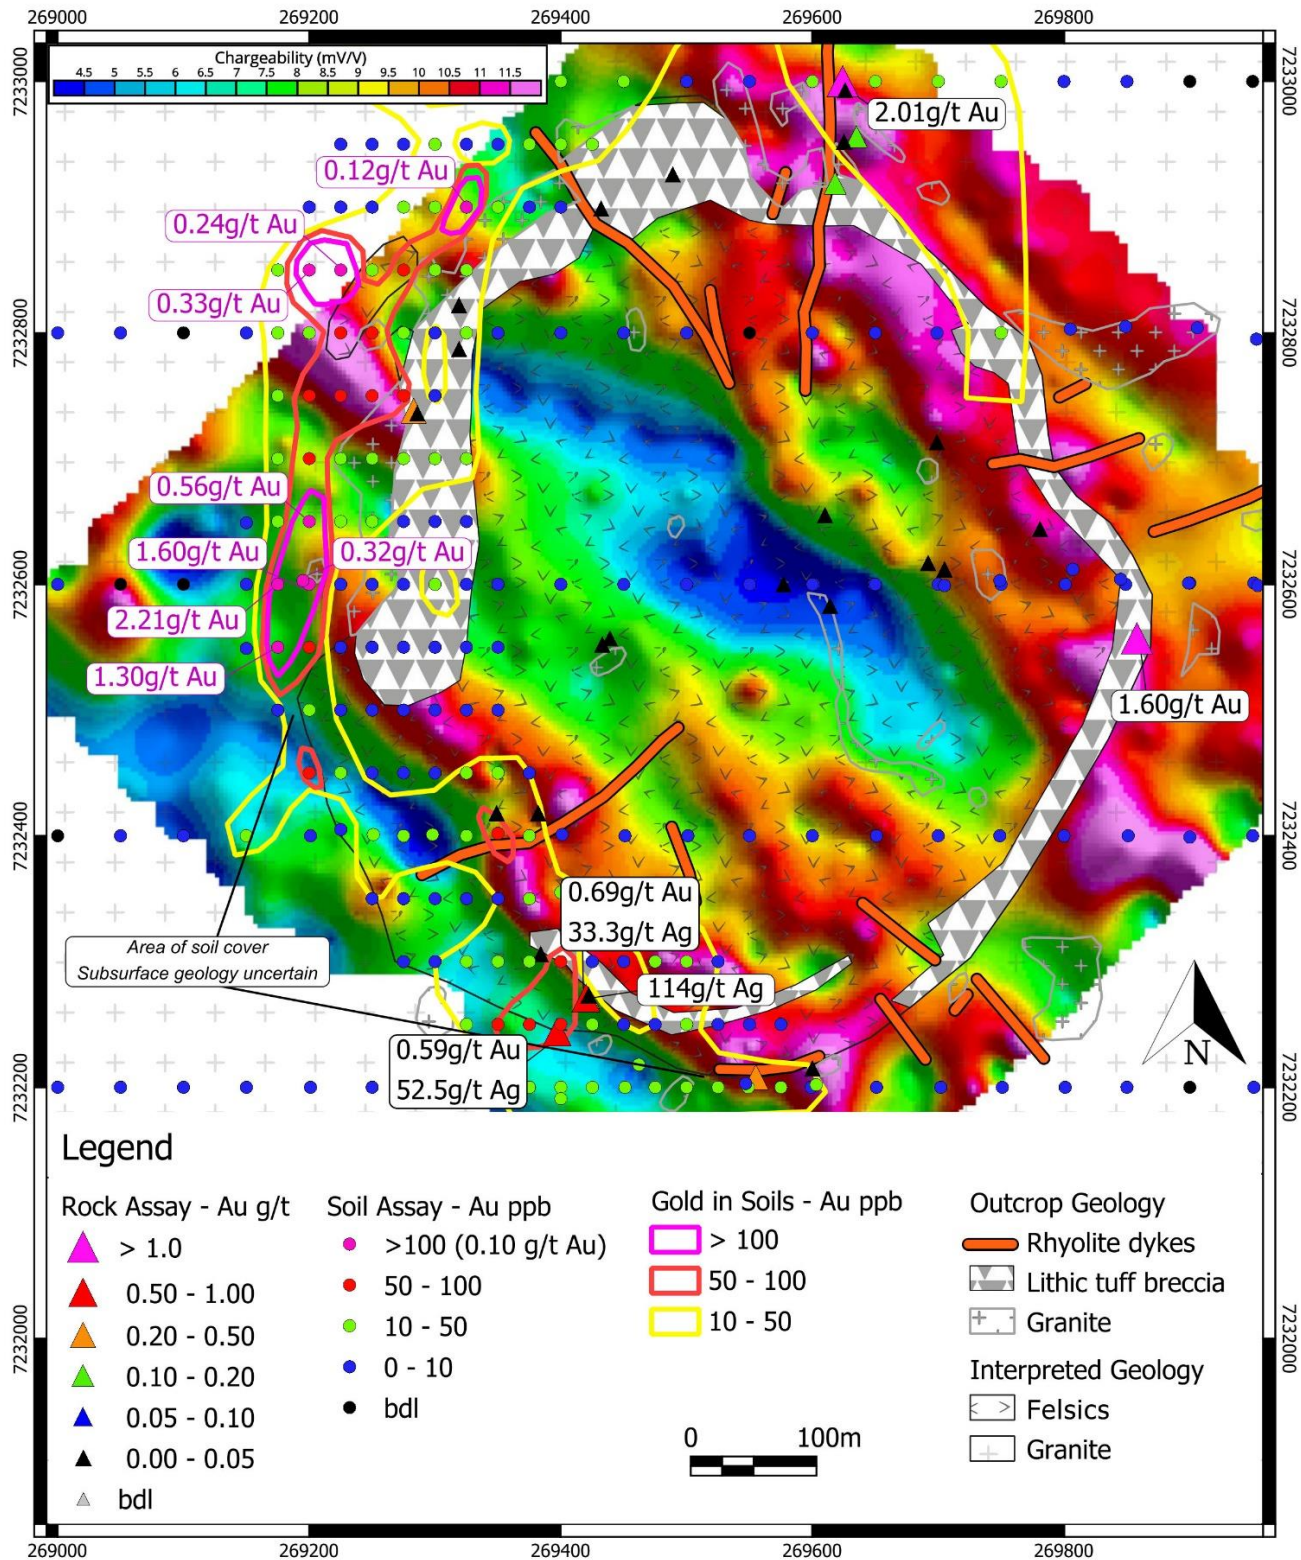 269000 269200 269400 269600 269800
Chargeability (mV/V)
4.5 5 5.5 6 6.5 7 7.5 8 8.5 9 9.5 10 10.5 11 11.5
7233000
7233000
2.01g/t Au
0.12g/t Au
0.24g/t Au
0.33g/t Au
7232800
7232800
0.56g/t Au
1.60g/t Au
0.32g/t Au
7232600
7232600
2.21g/t Au
1.30g/t Au
1.60g/t Au
7232400
7232400
0.69g/t Au
33.3g/t Ag
Area of soil cover
Subsurface geology uncertain
114g/t Ag
0.59g/t Au
52.5g/t Ag
N
7232200
7232200
Legend
Rock Assay - Au g/t
> 1.0
0.50 - 1.00
0.20 - 0.50
0.10 - 0.20
0.05 - 0.10
0.00 - 0.05
bdl
Soil Assay - Au ppb
>100 (0.10 g/t Au)
50 - 100
10 - 50
0 - 10
bdl
Gold in Soils - Au ppb
> 100
50 - 100
10 - 50
Outcrop Geology
Rhyolite dykes
Lithic tuff breccia
Granite
Interpreted Geology
Felsics
Granite
7232000
7232000
0 100m
269000 269200 269400 269600 269800